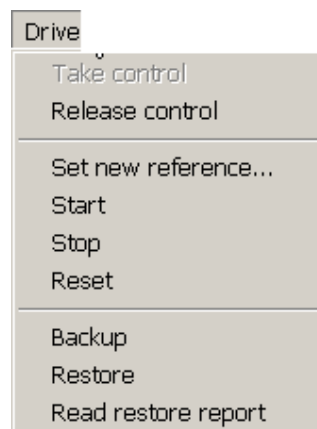 Drive
Take control
Release control
Set new reference...
Start
Stop
Reset
Backup
Restore
Read restore report